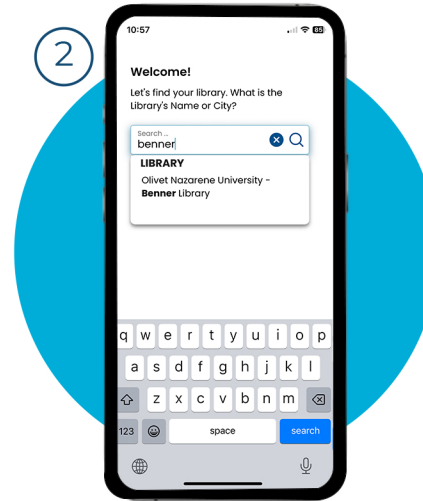 2
10:57
85
Welcome!
Let's find your library. What is the
Library's Name or City?
Search ..
benner
LIBRARY
Olivet Nazarene University -
Benner Library
q w e r t y u i o p
a s d f g h j k l
z x c v b n m
123 space search